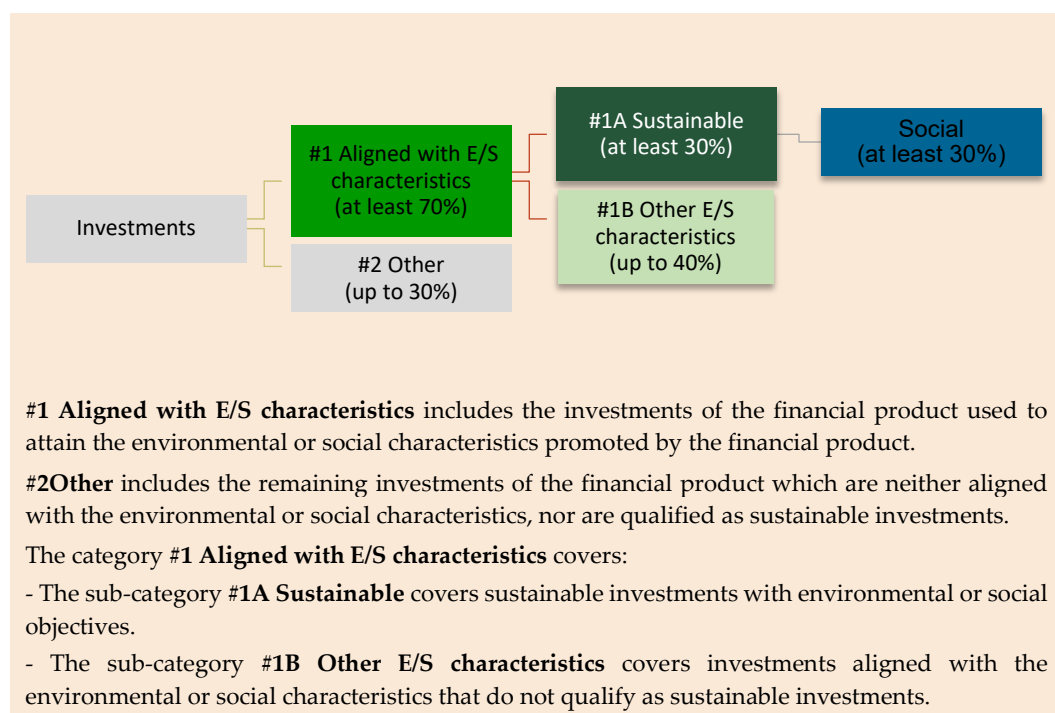 Investments
#1 Aligned with E/S
characteristics
(at least 70%)
#2 Other
(up to 30%)
#1A Sustainable
(at least 30%)
#1B Other E/S
characteristics
(up to 40%)
Social
(at least 30%)
#1 Aligned with E/S characteristics includes the investments of the financial product used to
attain the environmental or social characteristics promoted by the financial product.
#2Other includes the remaining investments of the financial product which are neither aligned
with the environmental or social characteristics, nor are qualified as sustainable investments.
The category #1 Aligned with E/S characteristics covers:
- The sub-category #1A Sustainable covers sustainable investments with environmental or social
objectives.
- The sub-category #1B Other E/S characteristics covers investments aligned with the
environmental or social characteristics that do not qualify as sustainable investments.